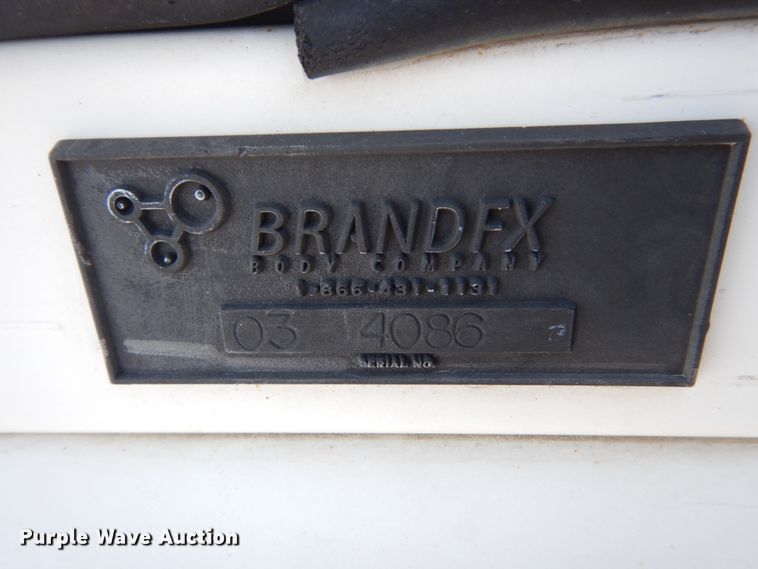 BRANDFX
BODY COMPANY
1-866-431-1131
03 4086
SERIAL NO.
Purple Wave Auction